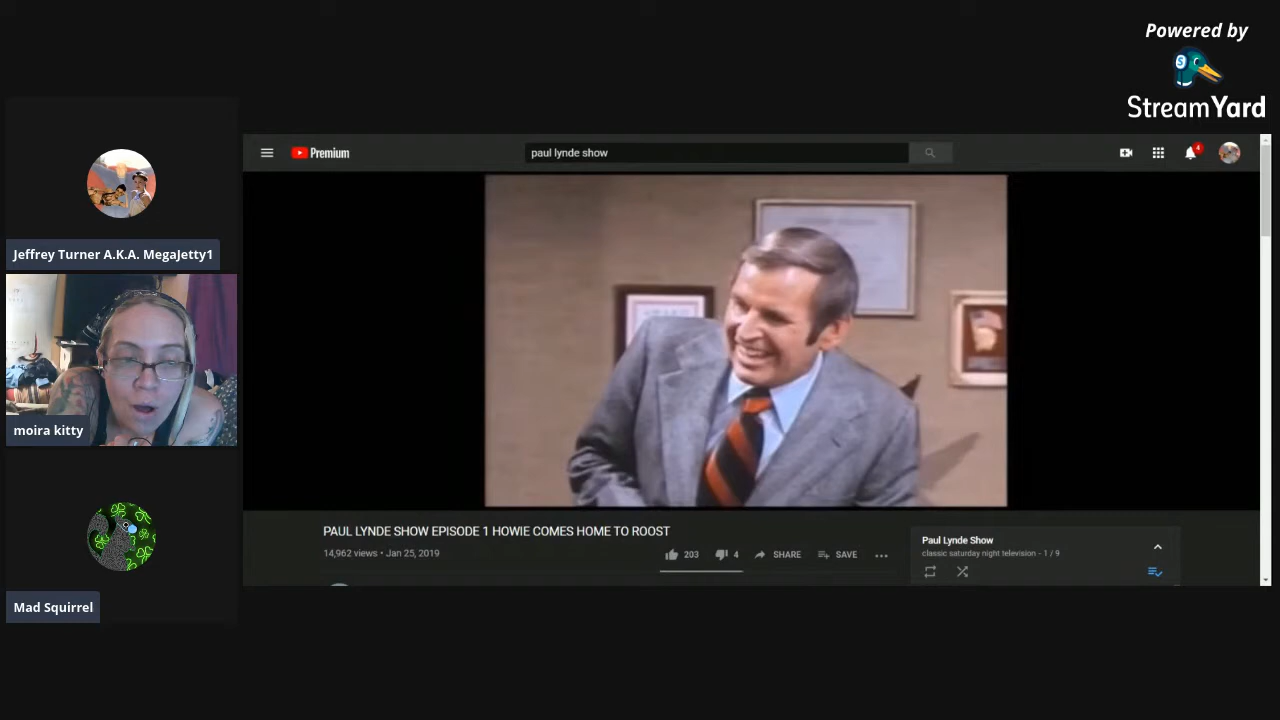 Powered by
StreamYard
Premium
paul lynde show
4
Jeffrey Turner A.K.A. MegaJetty1
moira kitty
Mad Squirrel
PAUL LYNDE SHOW EPISODE 1 HOWIE COMES HOME TO ROOST
14,962 views • Jan 25, 2019
203
4
SHARE
SAVE
Paul Lynde Show
classic saturday night television - 1 / 9